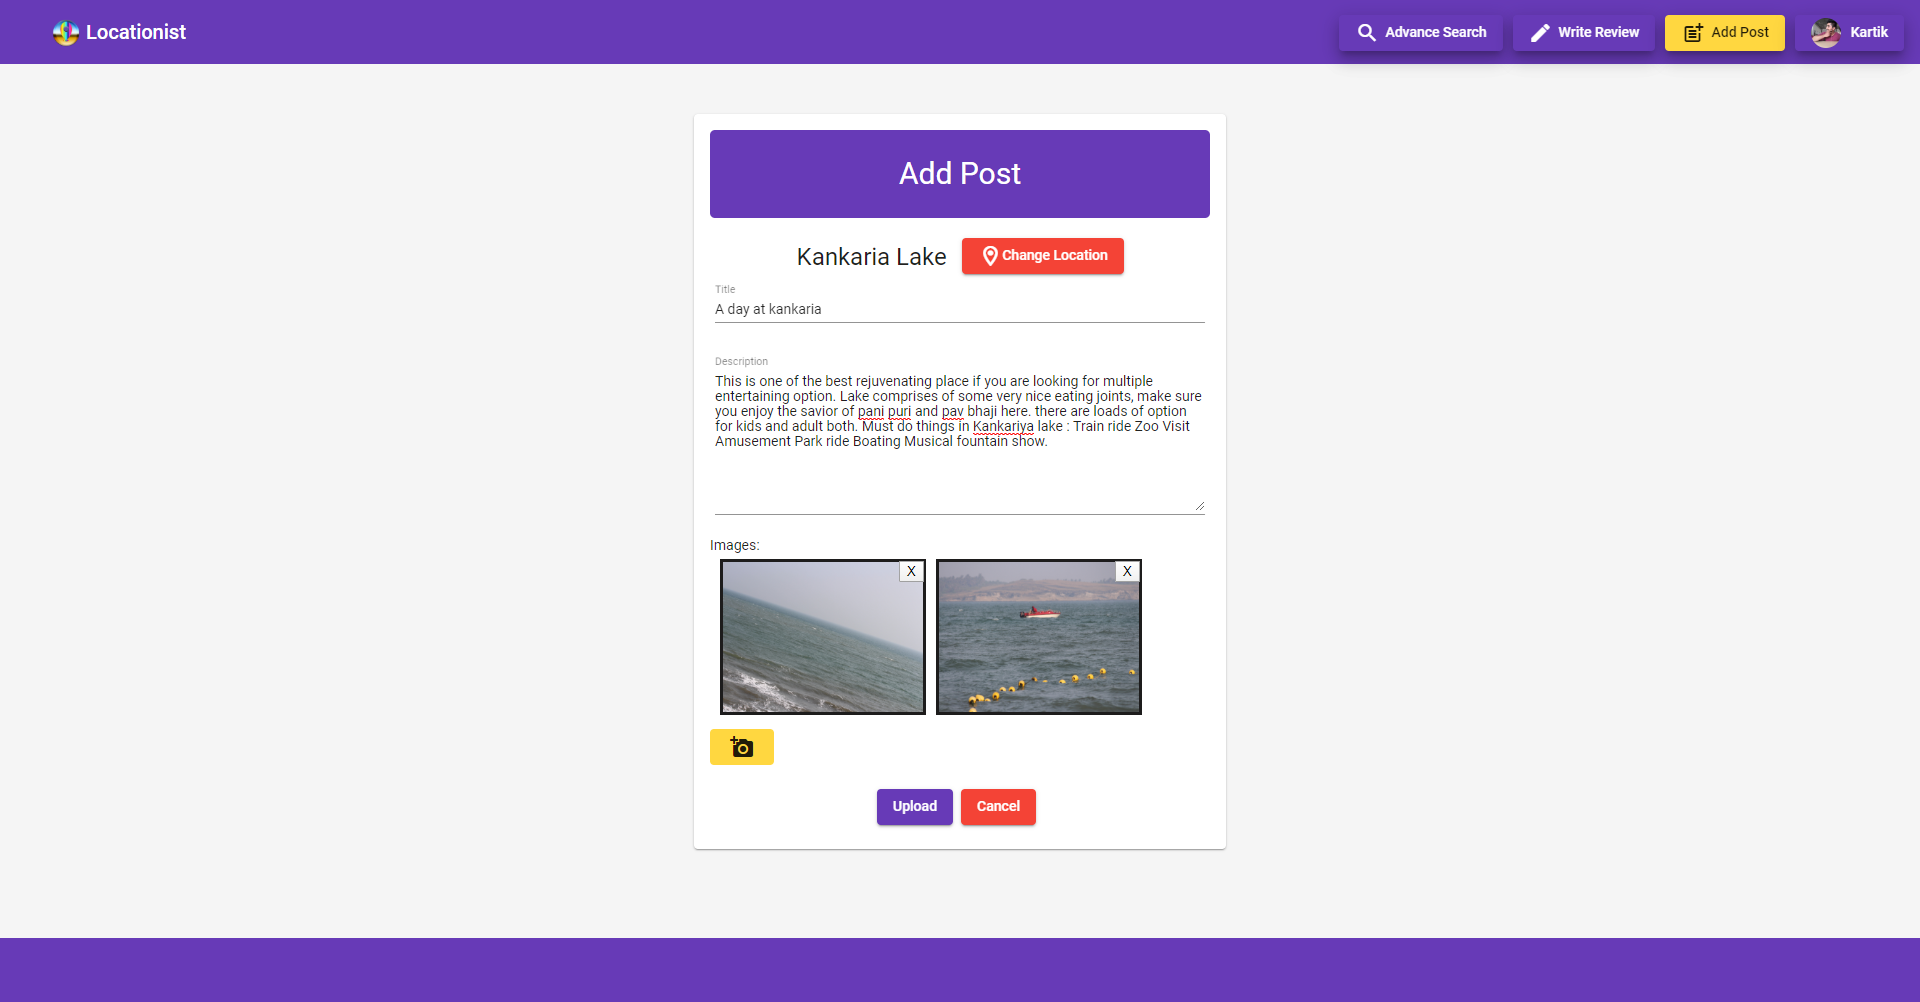 Locationist
Advance Search
Write Review
Add Post
Kartik
Add Post
Kankaria Lake
Change Location
Title
A day at kankaria
Description
This is one of the best rejuvenating place if you are looking for multiple
entertaining option. Lake comprises of some very nice eating joints, make sure
you enjoy the savior of pani puri and pav bhaji here. there are loads of option
for kids and adult both. Must do things in Kankariya lake : Train ride Zoo Visit
Amusement Park ride Boating Musical fountain show.
Images:
X
X
Upload
Cancel